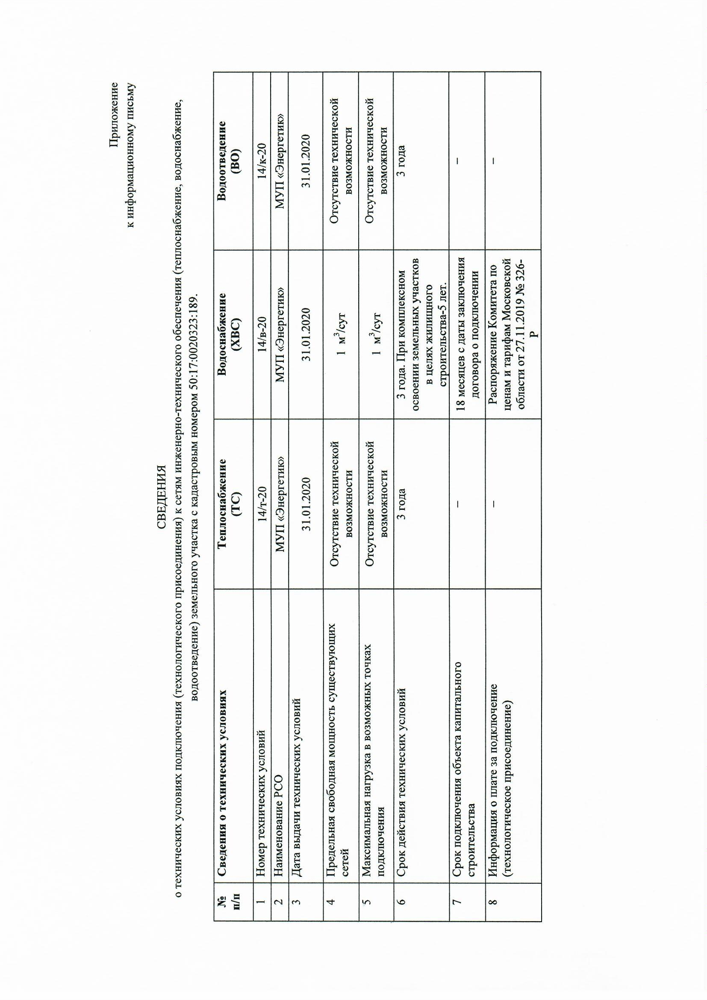 Приложение
к информационному письму
СВЕДЕНИЯ
о технических условиях подключения (технологического присоединения) к сетям инженерно-технического обеспечения (теплоснабжение, водоснабжение,
водоотведение) земельного участка с кадастровым номером 50:17:0020323:189.
№
п/п
Сведения о технических условиях
Теплоснабжение
(ТС)
Водоснабжение
(ХВС)
Водоотведение
(ВО)
1
Номер технических условий
14/т-20
14/в-20
14/к-20
2
Наименование РСО
МУП «Энергетик»
МУП «Энергетик»
МУП «Энергетик»
3
Дата выдачи технических условий
31.01.2020
31.01.2020
31.01.2020
4
Предельная свободная мощность существующих
сетей
Отсутствие технической
возможности
1 м³/сут
Отсутствие технической
возможности
5
Максимальная нагрузка в возможных точках
подключения
Отсутствие технической
возможности
1 м³/сут
Отсутствие технической
возможности
6
Срок действия технических условий
3 года
3 года. При комплексном
освоении земельных участков
в целях жилищного
строительства-5 лет.
3 года
7
Срок подключения объекта капитального
строительства
–
18 месяцев с даты заключения
договора о подключении
–
8
Информация о плате за подключение
(технологическое присоединение)
–
Распоряжение Комитета по
ценам и тарифам Московской
области от 27.11.2019 № 326-
Р
–